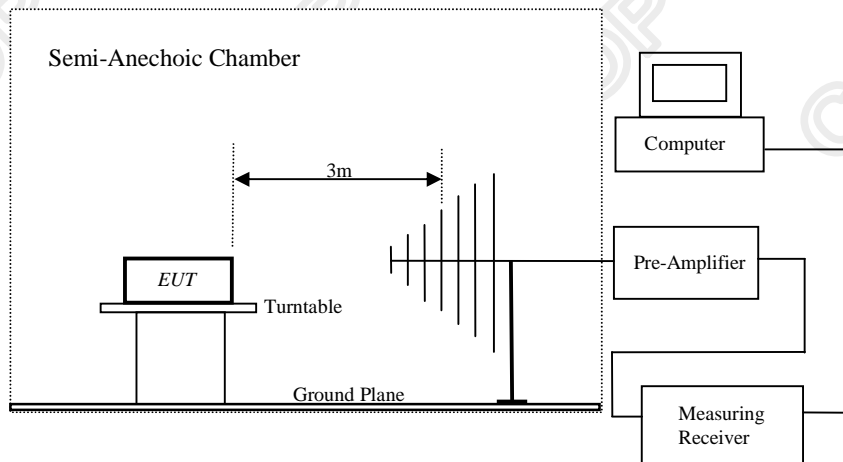 Semi-Anechoic Chamber
Computer
3m
Pre-Amplifier
EUT
Turntable
Ground Plane
Measuring
Receiver